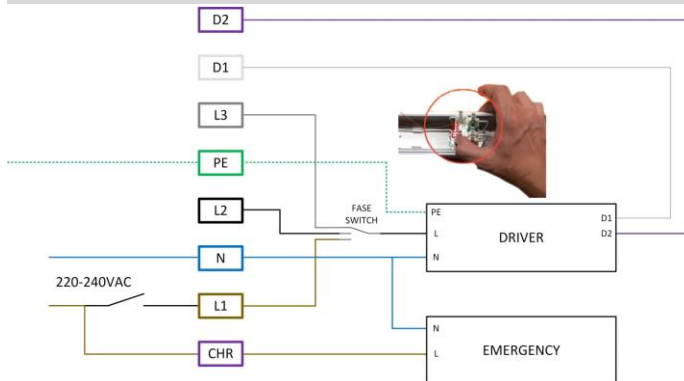 D2
D1
L3
PE
L2
N
220-240VAC
L1
CHR
FASE
SWITCH
PE
L
N
DRIVER
D1
D2
N
L
EMERGENCY